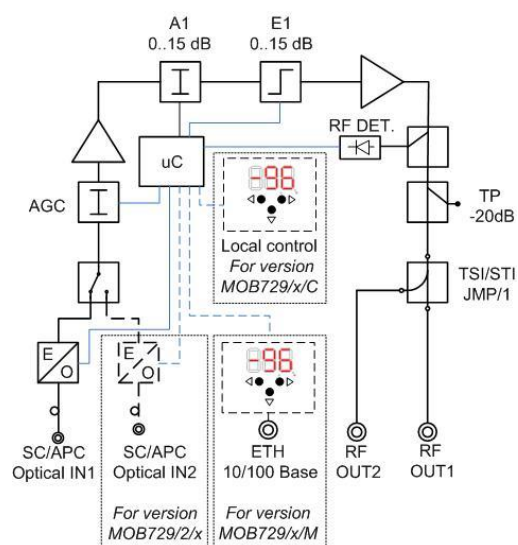 A1
0..15 dB
E1
0..15 dB
RF DET.
uC
-96
AGC
TP
-20dB
Local control
For version
MOB729/x/C
TSI/STI
JMP/1
E
O
E
O
-96
SC/APC
Optical IN1
SC/APC
Optical IN2
ETH
10/100 Base
RF
OUT2
RF
OUT1
For version
MOB729/2/x
For version
MOB729/x/M